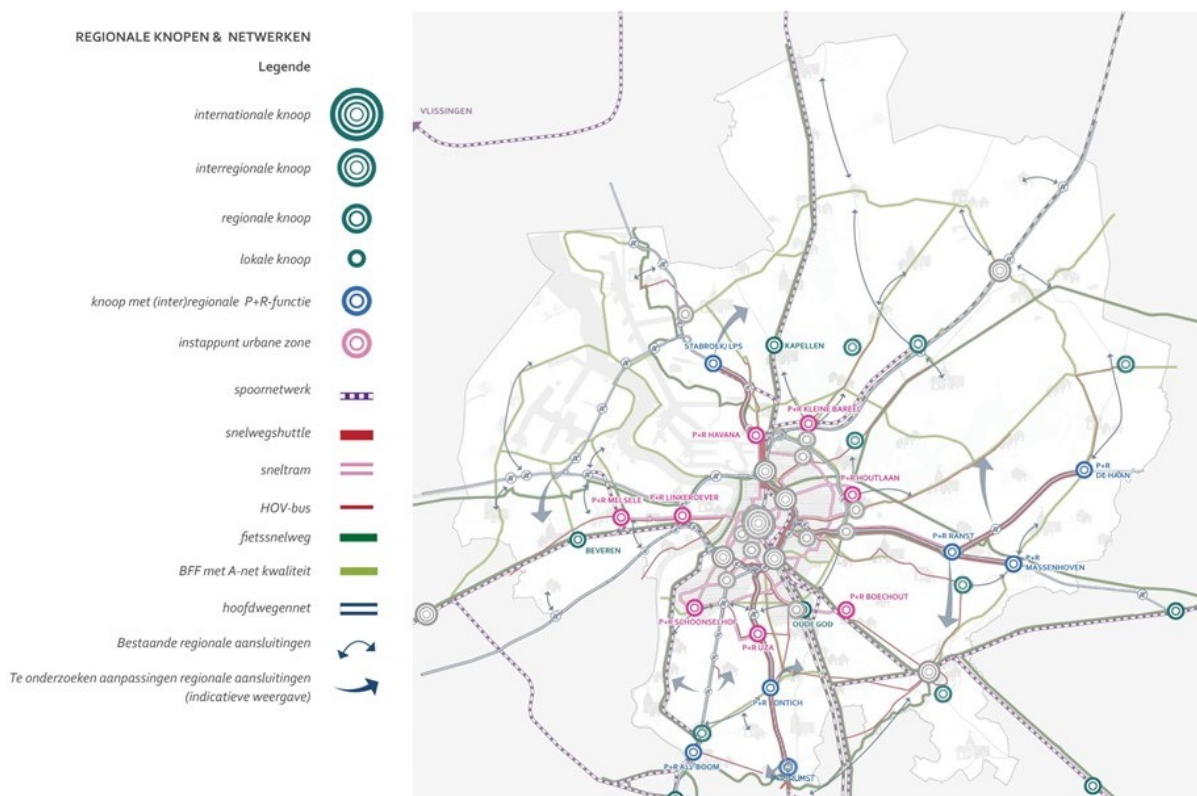 REGIONALE KNOPEN & NETWERKEN
Legende
internationale knoop
interregionale knoop
regionale knoop
lokale knoop
knoop met (inter)regionale P+R-functie
instappunt urbane zone
spoornetwerk
snelwegshuttle
sneltram
HOV-bus
fietssnelweg
BFF met A-net kwaliteit
hoofdwegennet
Bestaande regionale aansluitingen
Te onderzoeken aanpassingen regionale aansluitingen
(indicatieve weergave)
VLISSINGEN
STABROEK/LPS
KAPELLEN
P+R KLEINE BAREEL
P+R HAVANA
P+R HOUTLAAN
P+R
DE HAAN
P+R MELSELE
P+R LINKEROEVER
BEVEREN
P+R RANST
P+R
MASSENHOVEN
P+R SCHOONSELHOF
OUDE GOD
P+R BOECHOUT
P+R UZA
P+R KONTICH
P+R A12 BOOM
RUMST